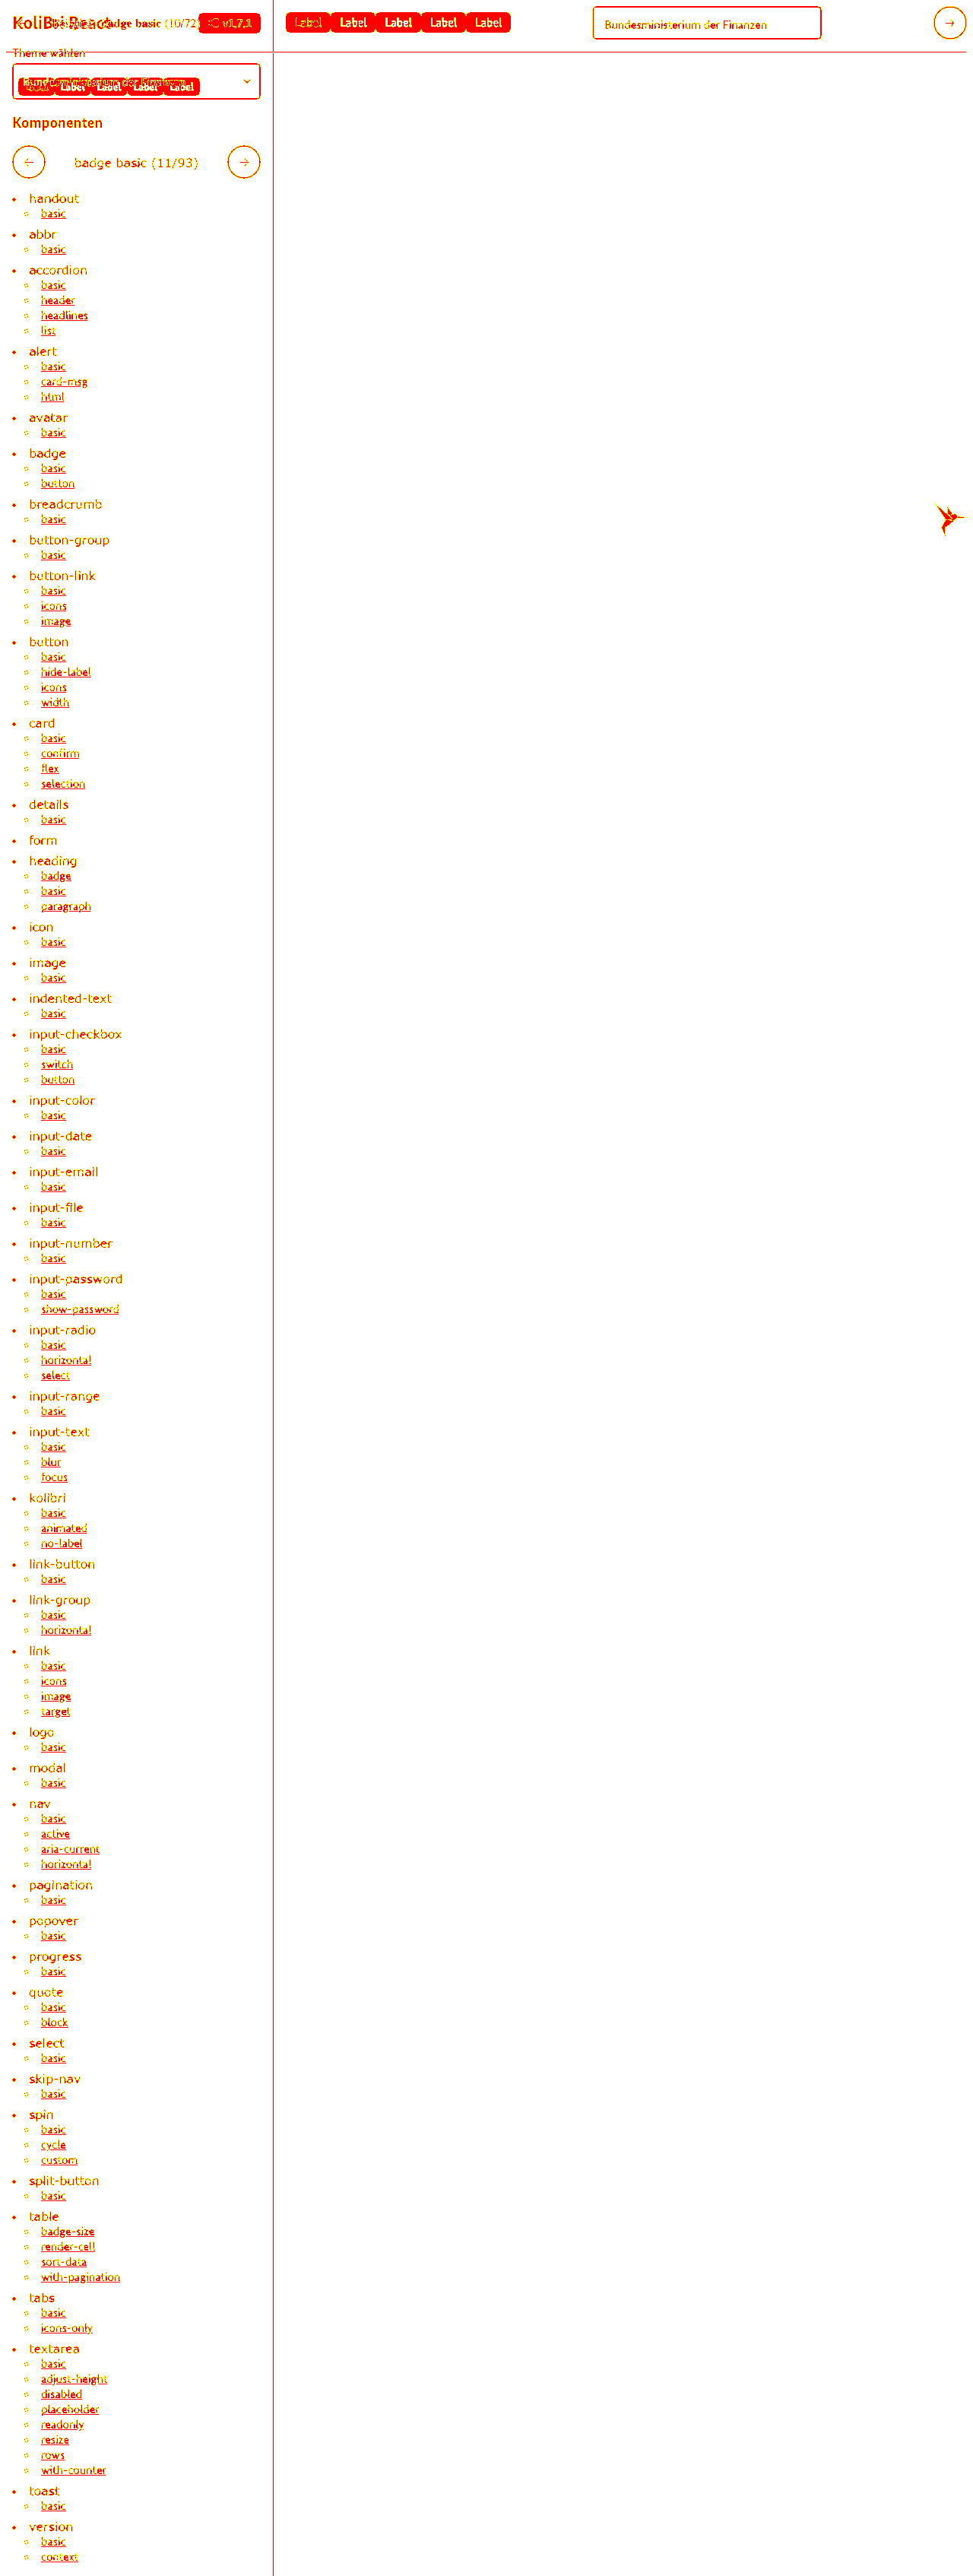 KoliBri React badge basic (10/72) v1.7.1
Label Label Label Label Label
Bundesministerium der Finanzen
Theme wählen
Label Label Label Label
Komponenten
badge basic (11/93)
handout
basic
abbr
basic
accordion
basic
header
headlines
list
alert
basic
card-msg
html
avatar
basic
badge
basic
button
breadcrumb
basic
button-group
basic
button-link
basic
icons
image
button
basic
hide-label
icons
width
card
basic
confirm
flex
selection
details
basic
form
heading
badge
basic
paragraph
icon
basic
image
basic
indented-text
basic
input-checkbox
basic
switch
button
input-color
basic
input-date
basic
input-email
basic
input-file
basic
input-number
basic
input-password
basic
show-password
input-radio
basic
horizontal
select
input-range
basic
input-text
basic
blur
focus
kolibri
basic
animated
no-label
link-button
basic
link-group
basic
horizontal
link
basic
icons
image
target
logo
basic
modal
basic
nav
basic
active
aria-current
horizontal
pagination
basic
popover
basic
progress
basic
quote
basic
block
select
basic
skip-nav
basic
spin
basic
cycle
custom
split-button
basic
table
badge-size
render-cell
sort-data
with-pagination
tabs
basic
icons-only
textarea
basic
adjust-height
disabled
placeholder
readonly
resize
rows
with-counter
toast
basic
version
basic
context